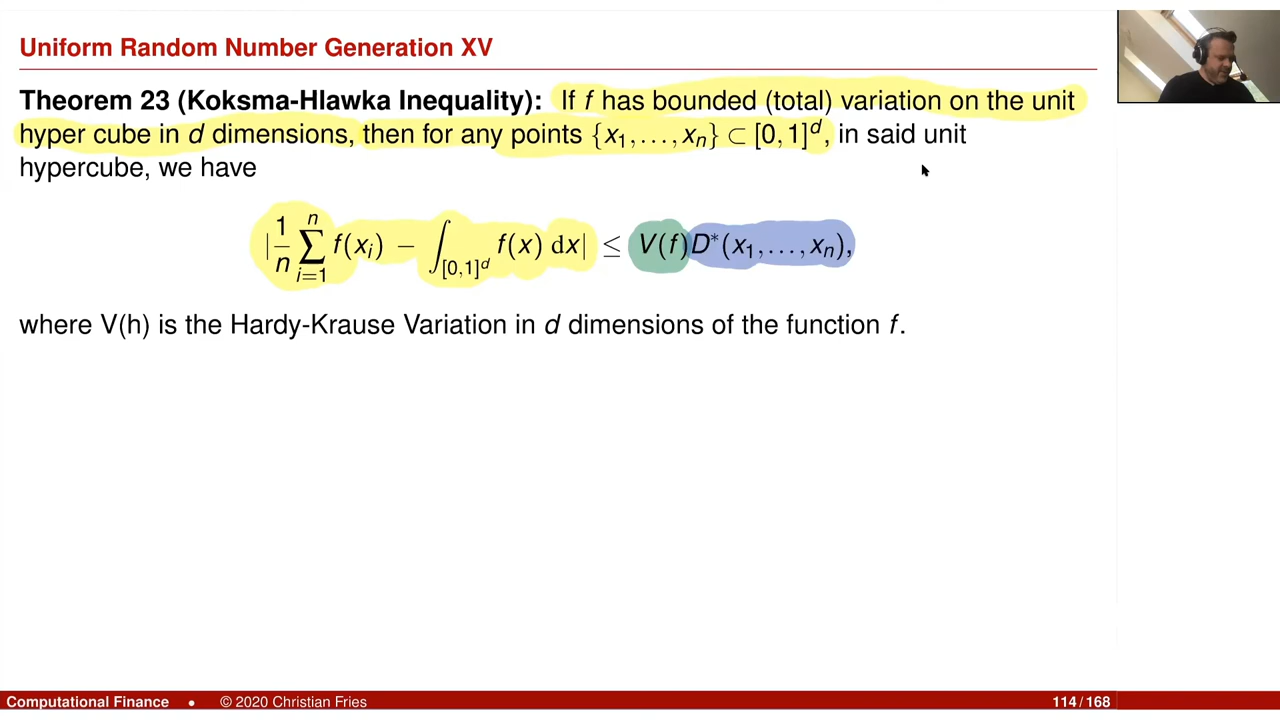 Uniform Random Number Generation XV
Theorem 23 (Koksma-Hlawka Inequality): If f has bounded (total) variation on the unit
hyper cube in d dimensions, then for any points {x₁,...,xₙ} ⊂ [0,1]ᵈ, in said unit
hypercube, we have
|1/n ∑ᵢ₌₁ⁿ f(xᵢ) − ∫_[0,1]ᵈ f(x) dx| ≤ V(f)D*(x₁,...,xₙ),
where V(h) is the Hardy-Krause Variation in d dimensions of the function f.
Computational Finance • © 2020 Christian Fries 114/168